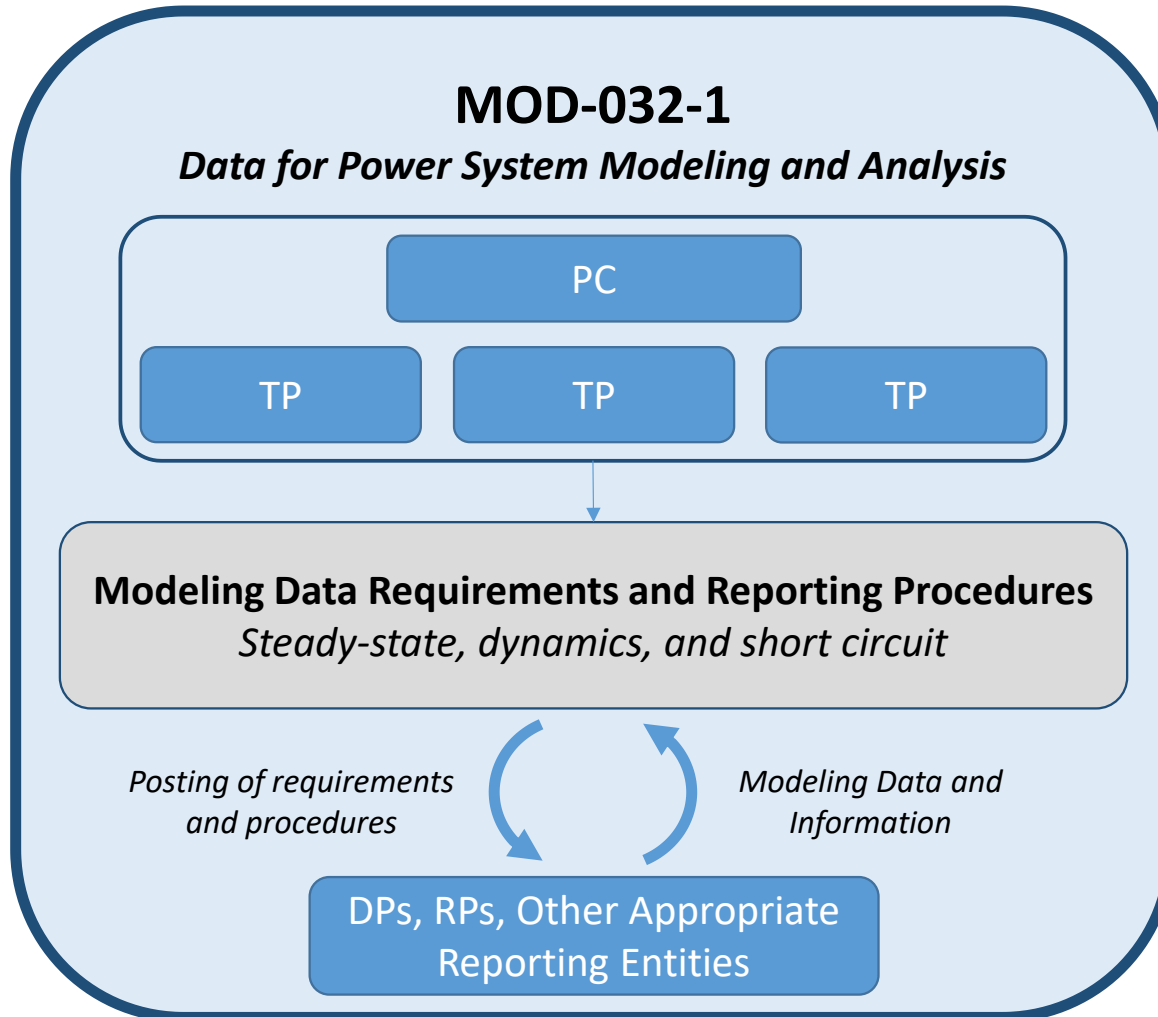 MOD-032-1
Data for Power System Modeling and Analysis
PC
TP
TP
TP
Modeling Data Requirements and Reporting Procedures
Steady-state, dynamics, and short circuit
Posting of requirements
and procedures
Modeling Data and
Information
DPs, RPs, Other Appropriate
Reporting Entities